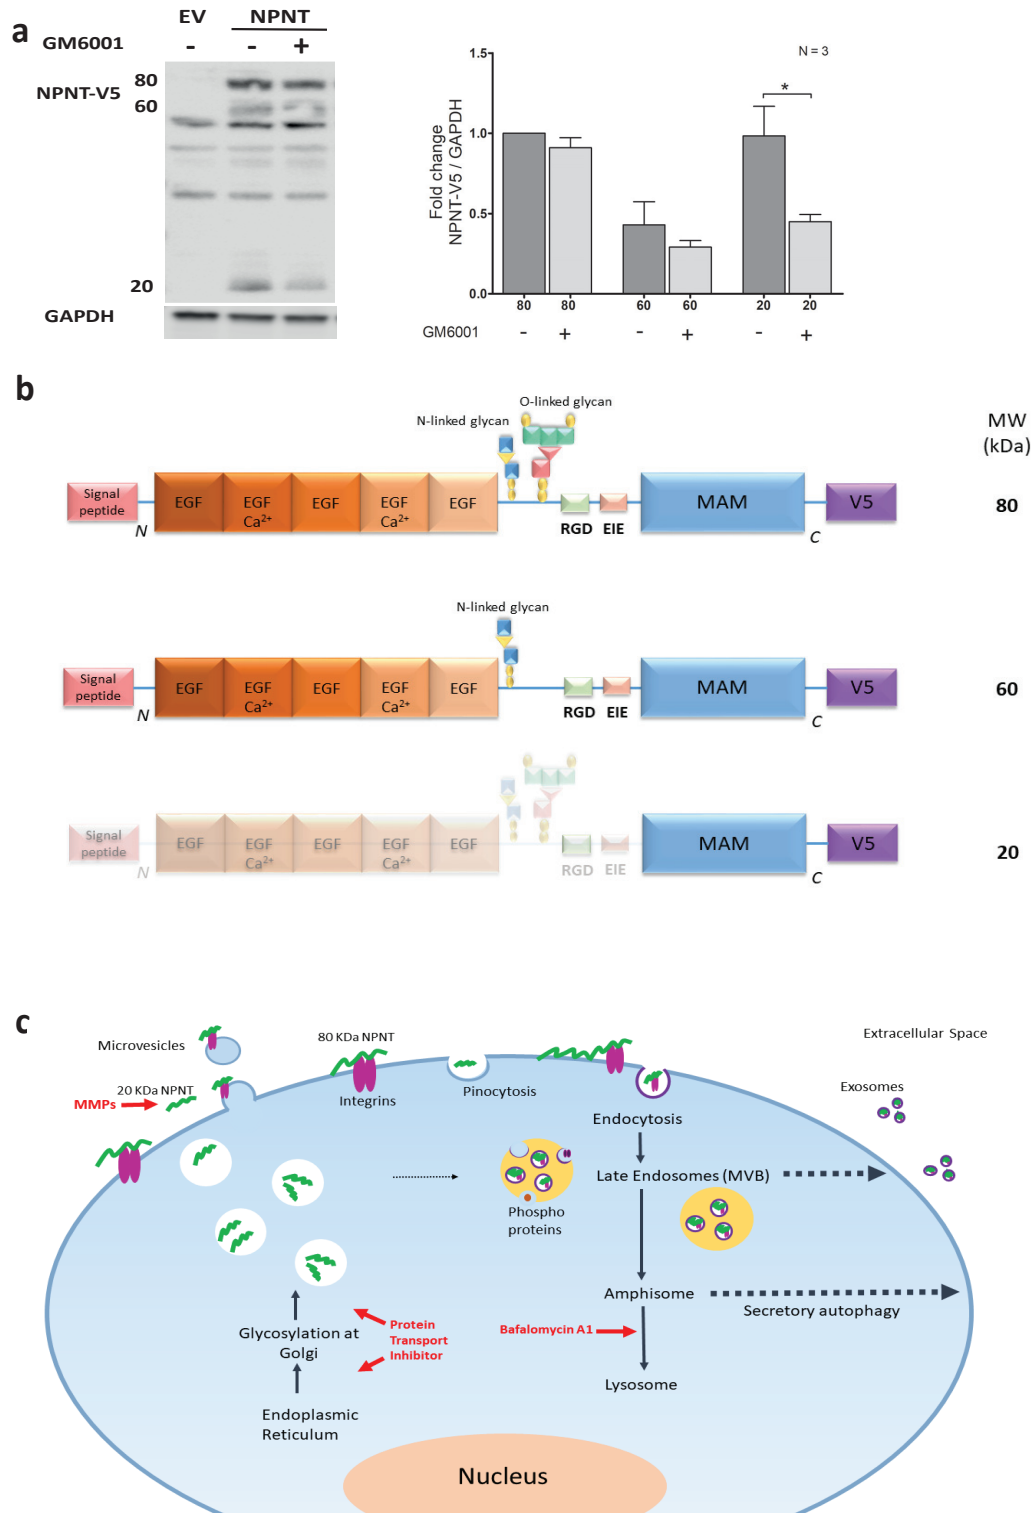 a
EV NPNT
GM6001 - - +
NPNT-V5
80
60
20
GAPDH
N = 3
*
Fold change
NPNT-V5 / GAPDH
1.5
1.0
0.5
0.0
80 80 60 60 20 20
GM6001 - + - + - +
b
MW
(kDa)
N-linked glycan
O-linked glycan
Signal
peptide
N
EGF
EGF
Ca2+
EGF
EGF
Ca2+
EGF
RGD
EIE
MAM
C
V5
80
N-linked glycan
Signal
peptide
N
EGF
EGF
Ca2+
EGF
EGF
Ca2+
EGF
RGD
EIE
MAM
C
V5
60
Signal
peptide
N
EGF
EGF
Ca2+
EGF
EGF
Ca2+
EGF
RGD
EIE
MAM
C
V5
20
c
Microvesicles
80 KDa NPNT
Extracellular Space
MMPs
20 KDa NPNT
Integrins
Pinocytosis
Exosomes
Endocytosis
Late Endosomes (MVB)
Phospho
proteins
Amphisome
Secretory autophagy
Bafalomycin A1
Lysosome
Glycosylation at
Golgi
Protein
Transport
Inhibitor
Endoplasmic
Reticulum
Nucleus